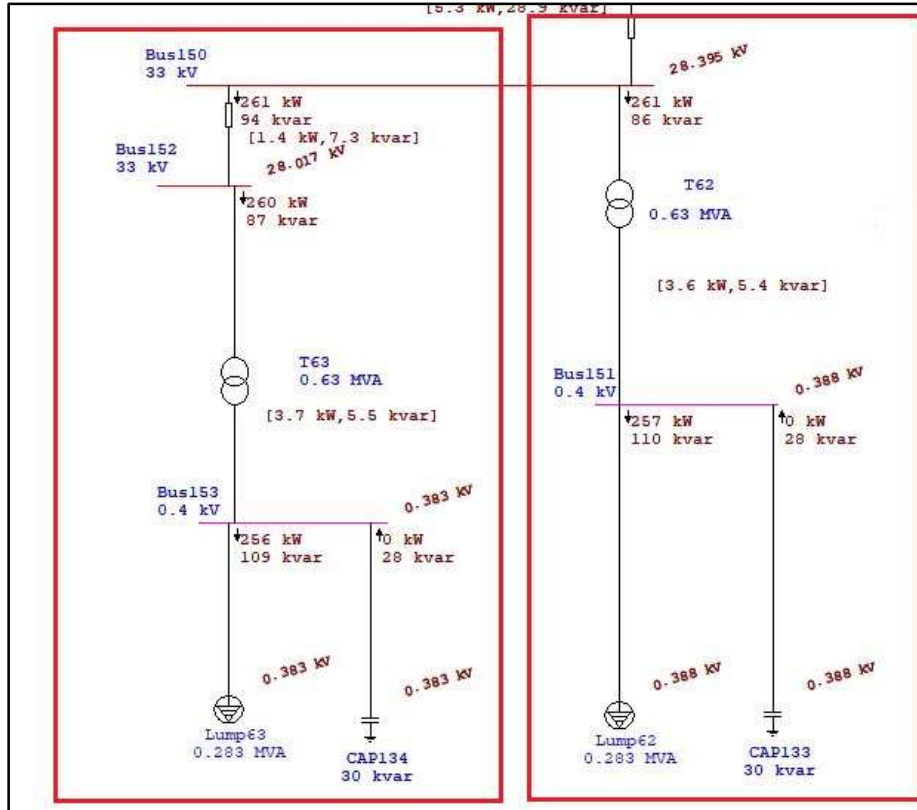 [5.3 kW,28.9 kvar]
Bus150
33 kV
261 kW
94 kvar
[1.4 kW,7.3 kvar]
Bus152
33 kV
28.017 kV
260 kW
87 kvar
T63
0.63 MVA
[3.7 kW,5.5 kvar]
Bus153
0.4 kV
0.383 kV
256 kW
109 kvar
0 kW
28 kvar
0.383 kV
0.383 kV
Lump63
0.283 MVA
CAP134
30 kvar
28.395 kV
261 kW
86 kvar
T62
0.63 MVA
[3.6 kW,5.4 kvar]
Bus151
0.4 kV
0.388 kV
257 kW
110 kvar
0 kW
28 kvar
0.388 kV
0.388 kV
Lump62
0.283 MVA
CAP133
30 kvar